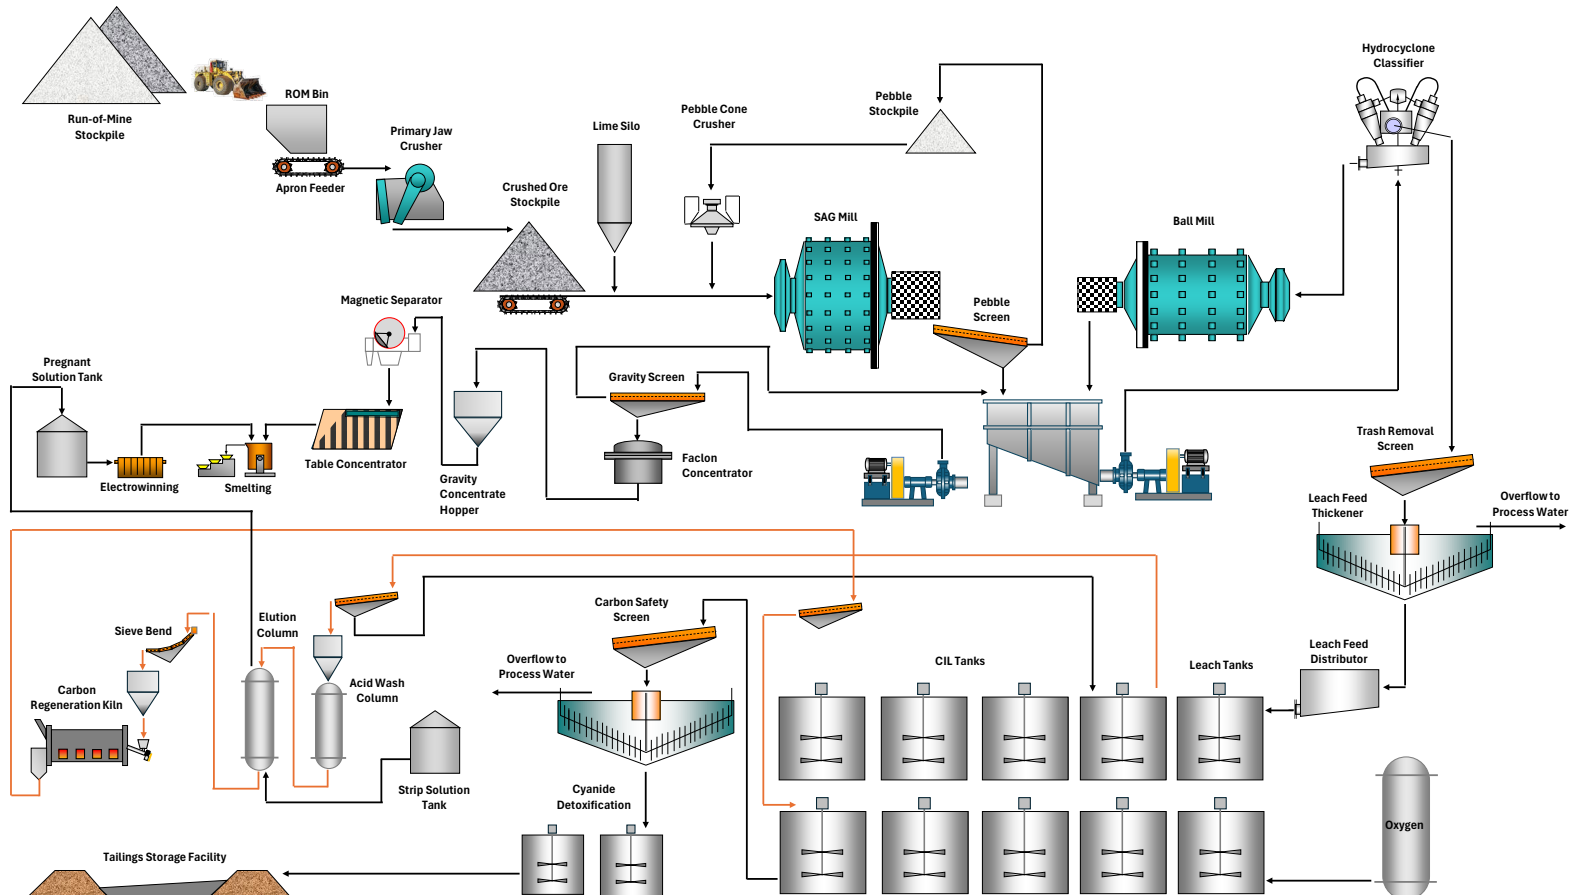 Hydrocyclone
Classifier
ROM Bin
Run-of-Mine
Stockpile
Pebble
Stockpile
Pebble Cone
Crusher
Lime Silo
Primary Jaw
Crusher
Apron Feeder
Crushed Ore
Stockpile
SAG Mill
Ball Mill
Magnetic Separator
Pebble
Screen
Pregnant
Solution Tank
Gravity Screen
Trash Removal
Screen
Table Concentrator
Faclon
Concentrator
Electrowinning
Smelting
Gravity
Concentrate
Hopper
Leach Feed
Thickener
Overflow to
Process Water
Elution
Column
Sieve Bend
Carbon Safety
Screen
Overflow to
Process Water
CIL Tanks
Leach Tanks
Leach Feed
Distributor
Carbon
Regeneration Kiln
Acid Wash
Column
Strip Solution
Tank
Cyanide
Detoxification
Oxygen
Tailings Storage Facility